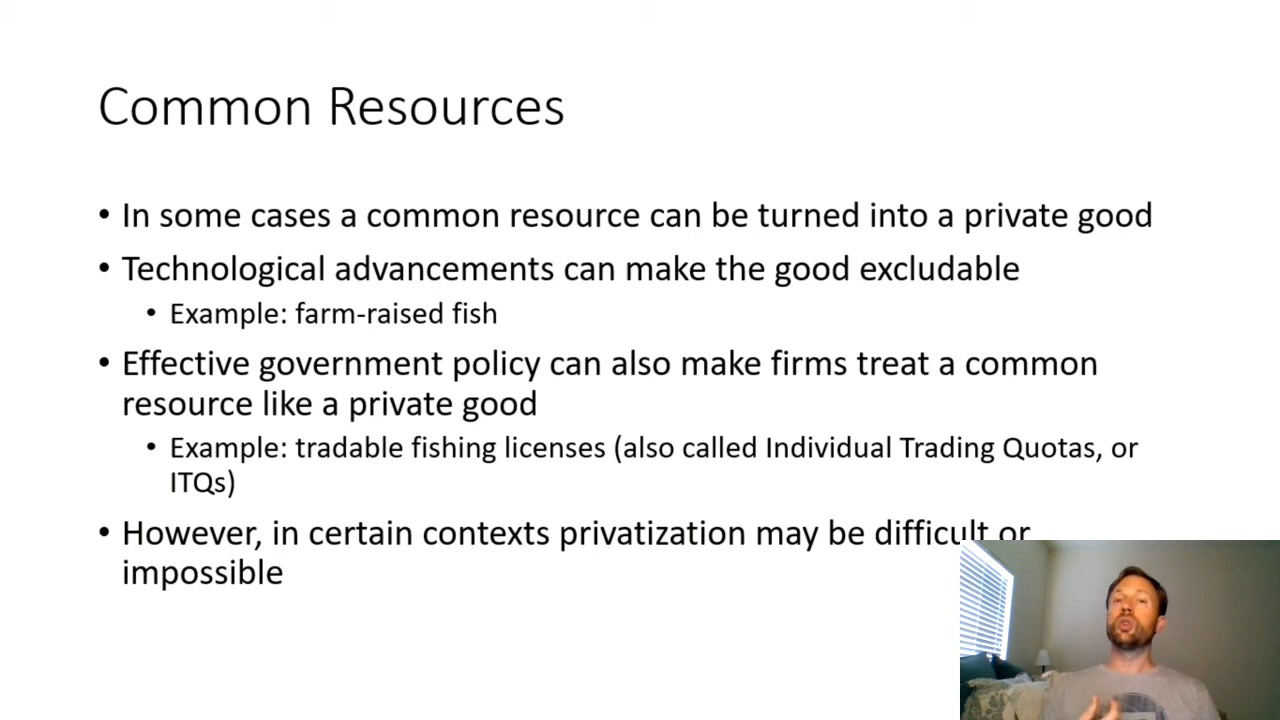 Common Resources
• In some cases a common resource can be turned into a private good
• Technological advancements can make the good excludable
• Example: farm-raised fish
• Effective government policy can also make firms treat a common
resource like a private good
• Example: tradable fishing licenses (also called Individual Trading Quotas, or
ITQs)
• However, in certain contexts privatization may be difficult or
impossible